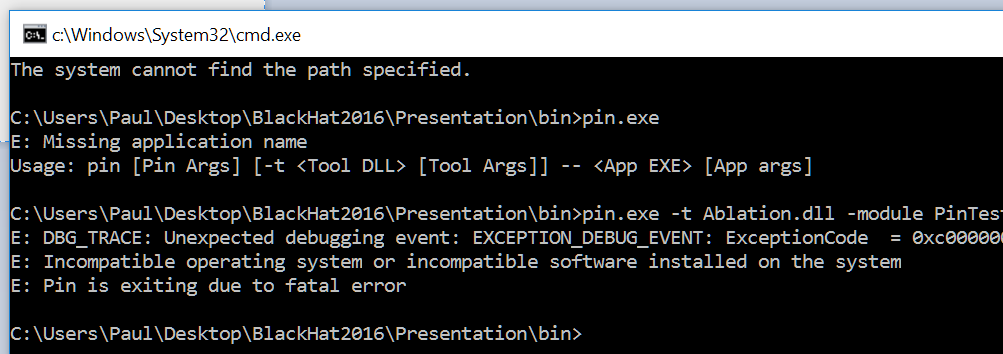 c:\Windows\System32\cmd.exe
The system cannot find the path specified.
C:\Users\Paul\Desktop\BlackHat2016\Presentation\bin>pin.exe
E: Missing application name
Usage: pin [Pin Args] [-t <Tool DLL> [Tool Args]] -- <App EXE> [App args]
C:\Users\Paul\Desktop\BlackHat2016\Presentation\bin>pin.exe -t Ablation.dll -module PinTest
E: DBG_TRACE: Unexpected debugging event: EXCEPTION_DEBUG_EVENT: ExceptionCode  = 0xc000000
E: Incompatible operating system or incompatible software installed on the system
E: Pin is exiting due to fatal error
C:\Users\Paul\Desktop\BlackHat2016\Presentation\bin>